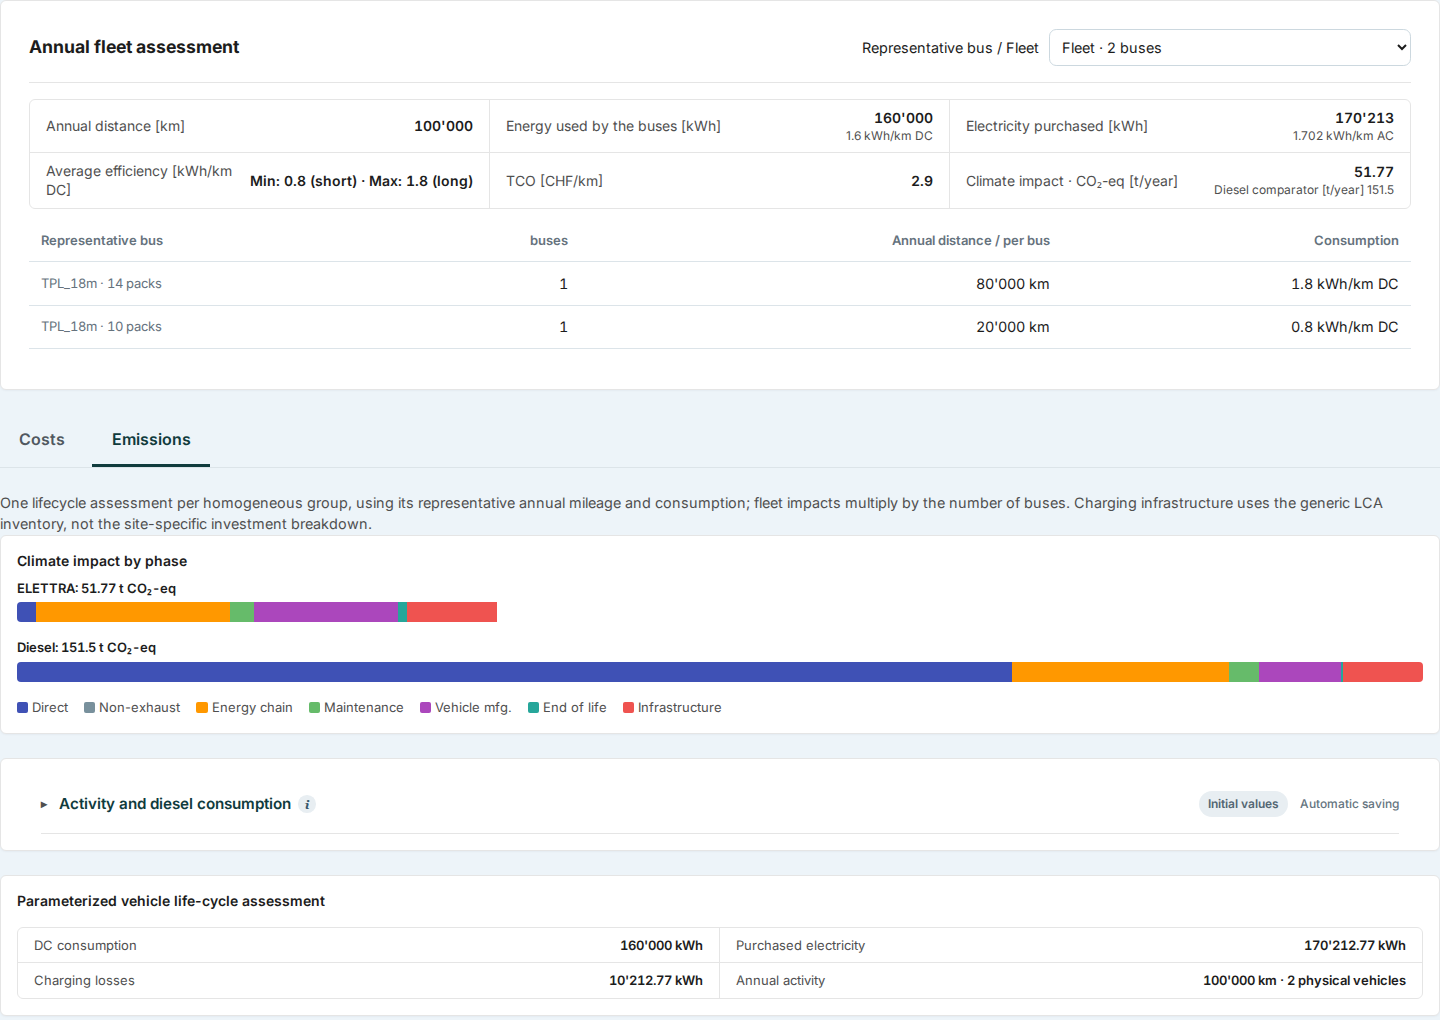 Annual fleet assessment
Representative bus / Fleet
Fleet · 2 buses
Annual distance [km]
100'000
Energy used by the buses [kWh]
160'000
1.6 kWh/km DC
Electricity purchased [kWh]
170'213
1.702 kWh/km AC
Average efficiency [kWh/km
DC]
Min: 0.8 (short) · Max: 1.8 (long)
TCO [CHF/km]
2.9
Climate impact · CO₂-eq [t/year]
51.77
Diesel comparator [t/year] 151.5
Representative bus
buses
Annual distance / per bus
Consumption
TPL_18m · 14 packs
1
80'000 km
1.8 kWh/km DC
TPL_18m · 10 packs
1
20'000 km
0.8 kWh/km DC
Costs
Emissions
One lifecycle assessment per homogeneous group, using its representative annual mileage and consumption; fleet impacts multiply by the number of buses. Charging infrastructure uses the generic LCA
inventory, not the site-specific investment breakdown.
Climate impact by phase
ELETTRA: 51.77 t CO₂-eq
Diesel: 151.5 t CO₂-eq
Direct
Non-exhaust
Energy chain
Maintenance
Vehicle mfg.
End of life
Infrastructure
Activity and diesel consumption
i
Initial values
Automatic saving
Parameterized vehicle life-cycle assessment
DC consumption
160'000 kWh
Purchased electricity
170'212.77 kWh
Charging losses
10'212.77 kWh
Annual activity
100'000 km · 2 physical vehicles